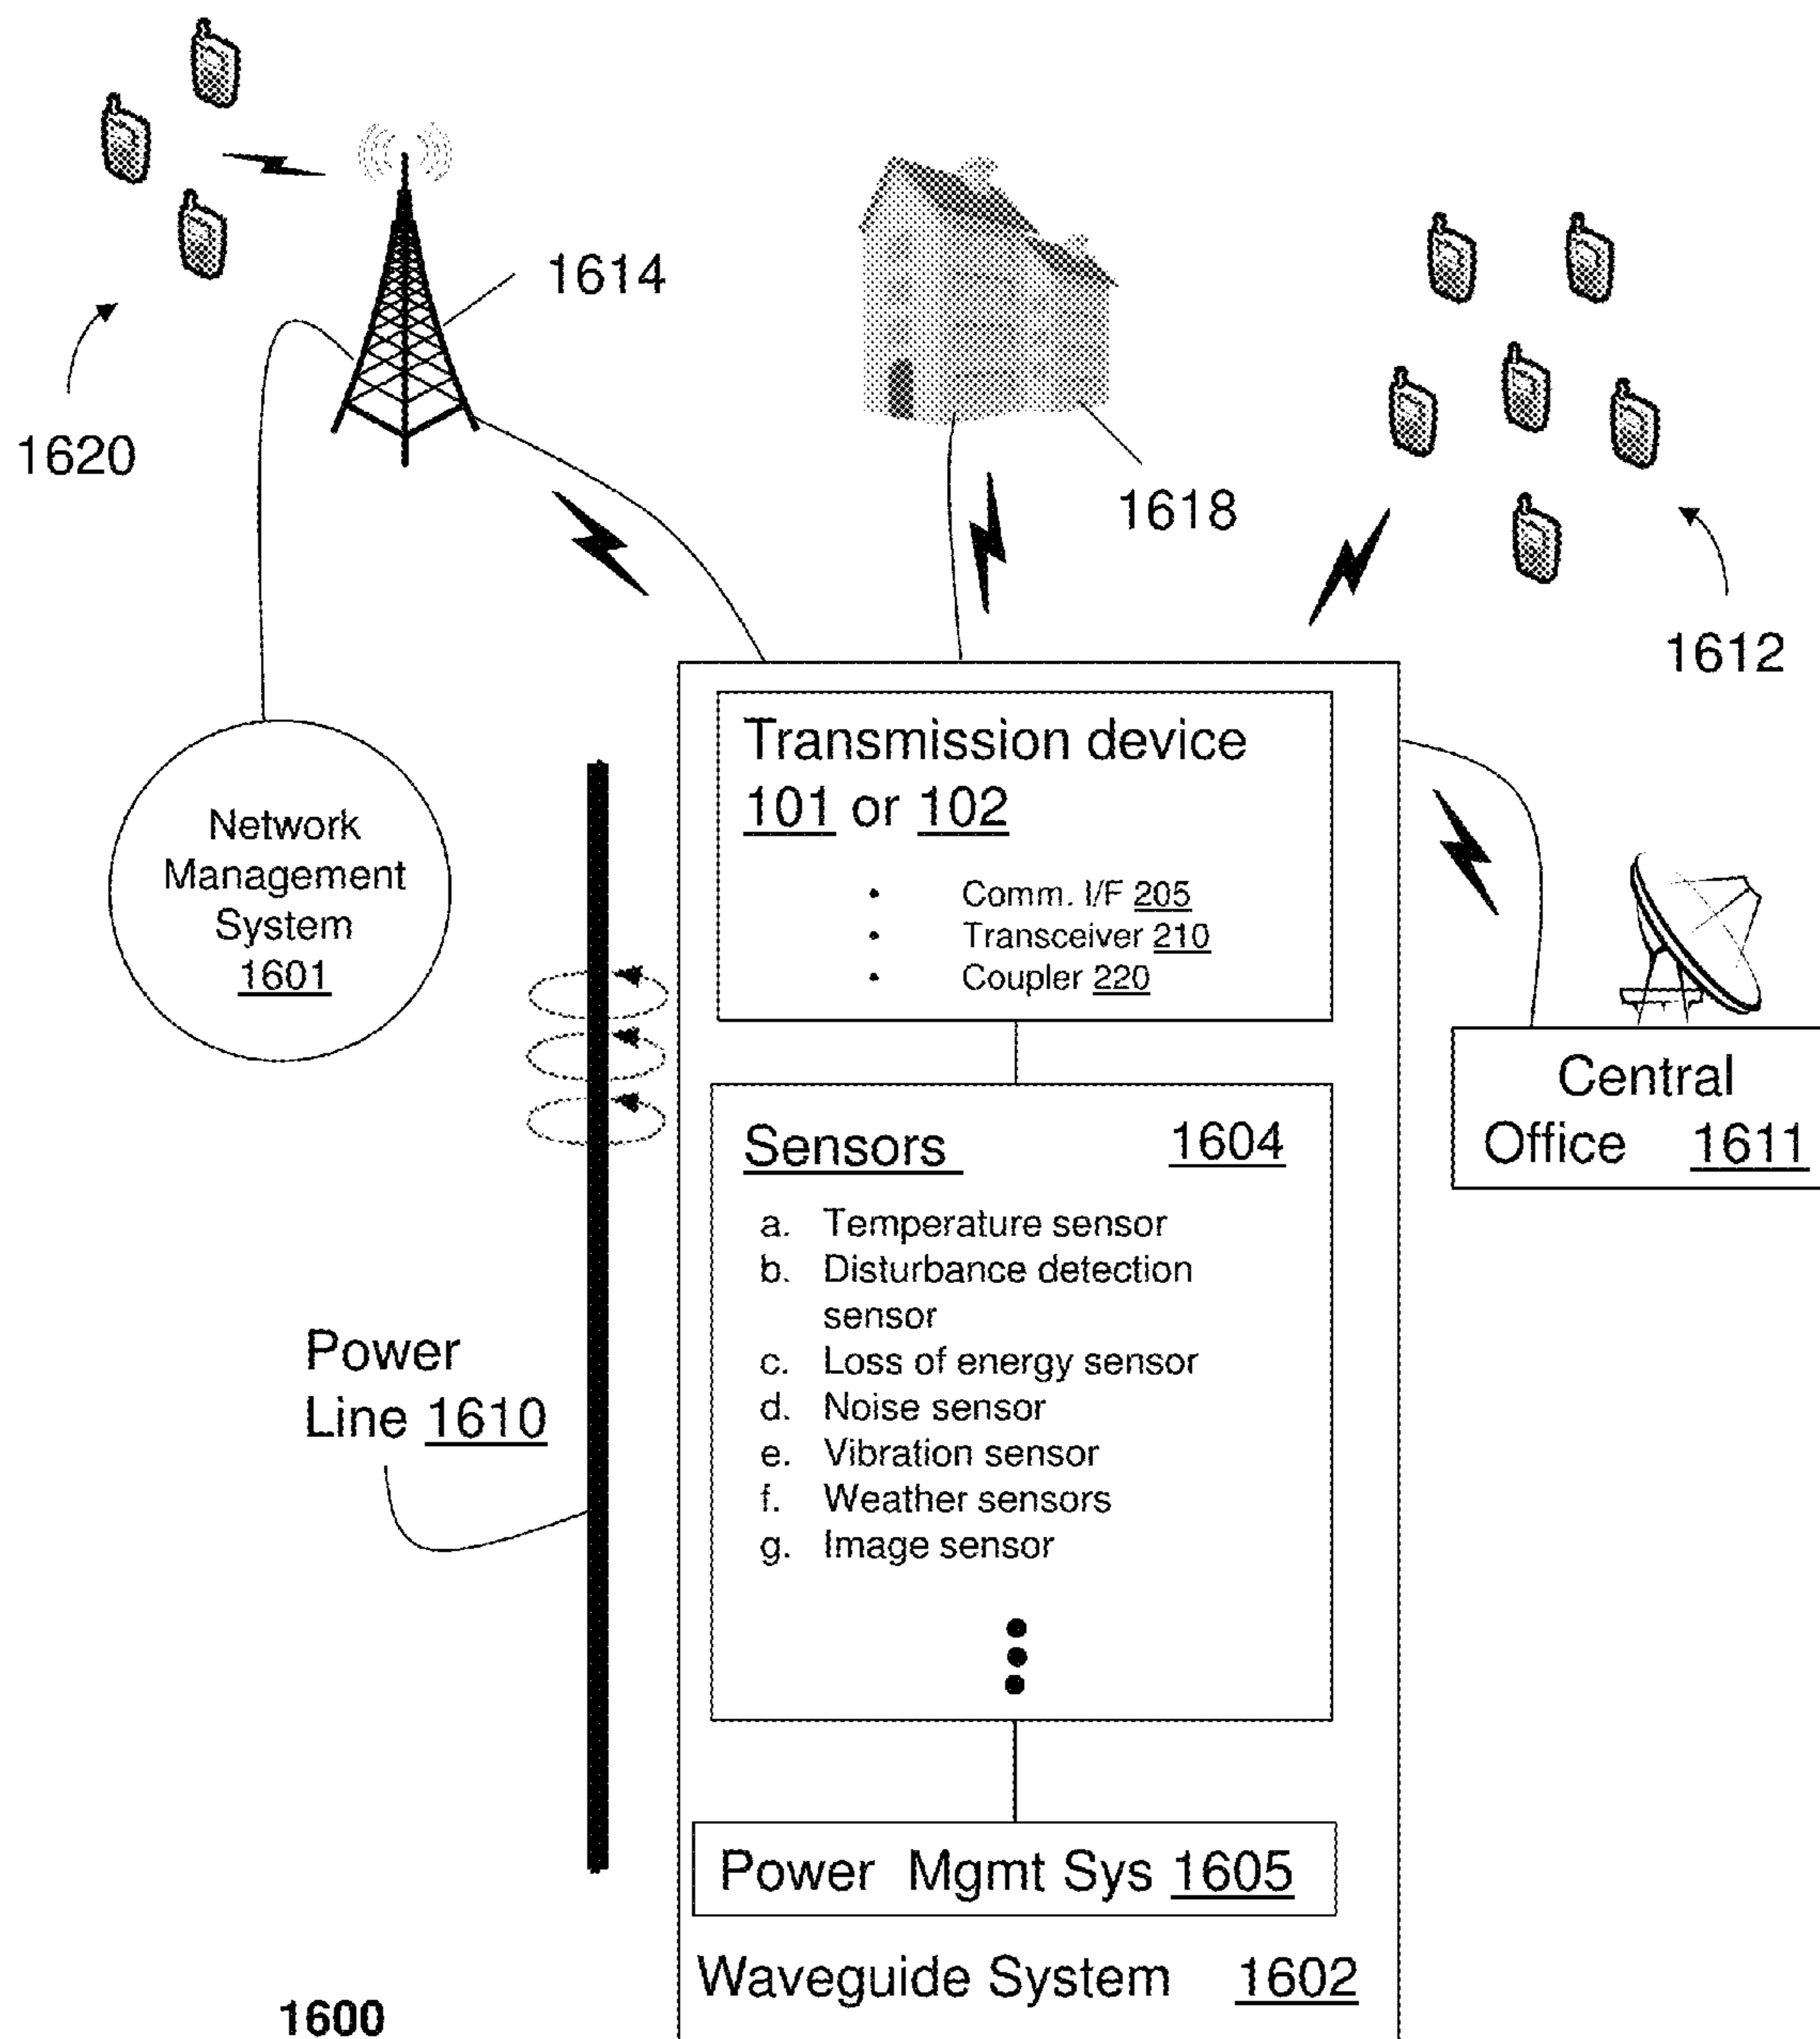 1614
1620
1618
1612
Transmission device
101 or 102
• Comm. I/F 205
• Transceiver 210
• Coupler 220
Network
Management
System
1601
Central
Office 1611
Sensors 1604
a. Temperature sensor
b. Disturbance detection
sensor
c. Loss of energy sensor
d. Noise sensor
e. Vibration sensor
f. Weather sensors
g. Image sensor
Power
Line 1610
Power Mgmt Sys 1605
Waveguide System 1602
1600